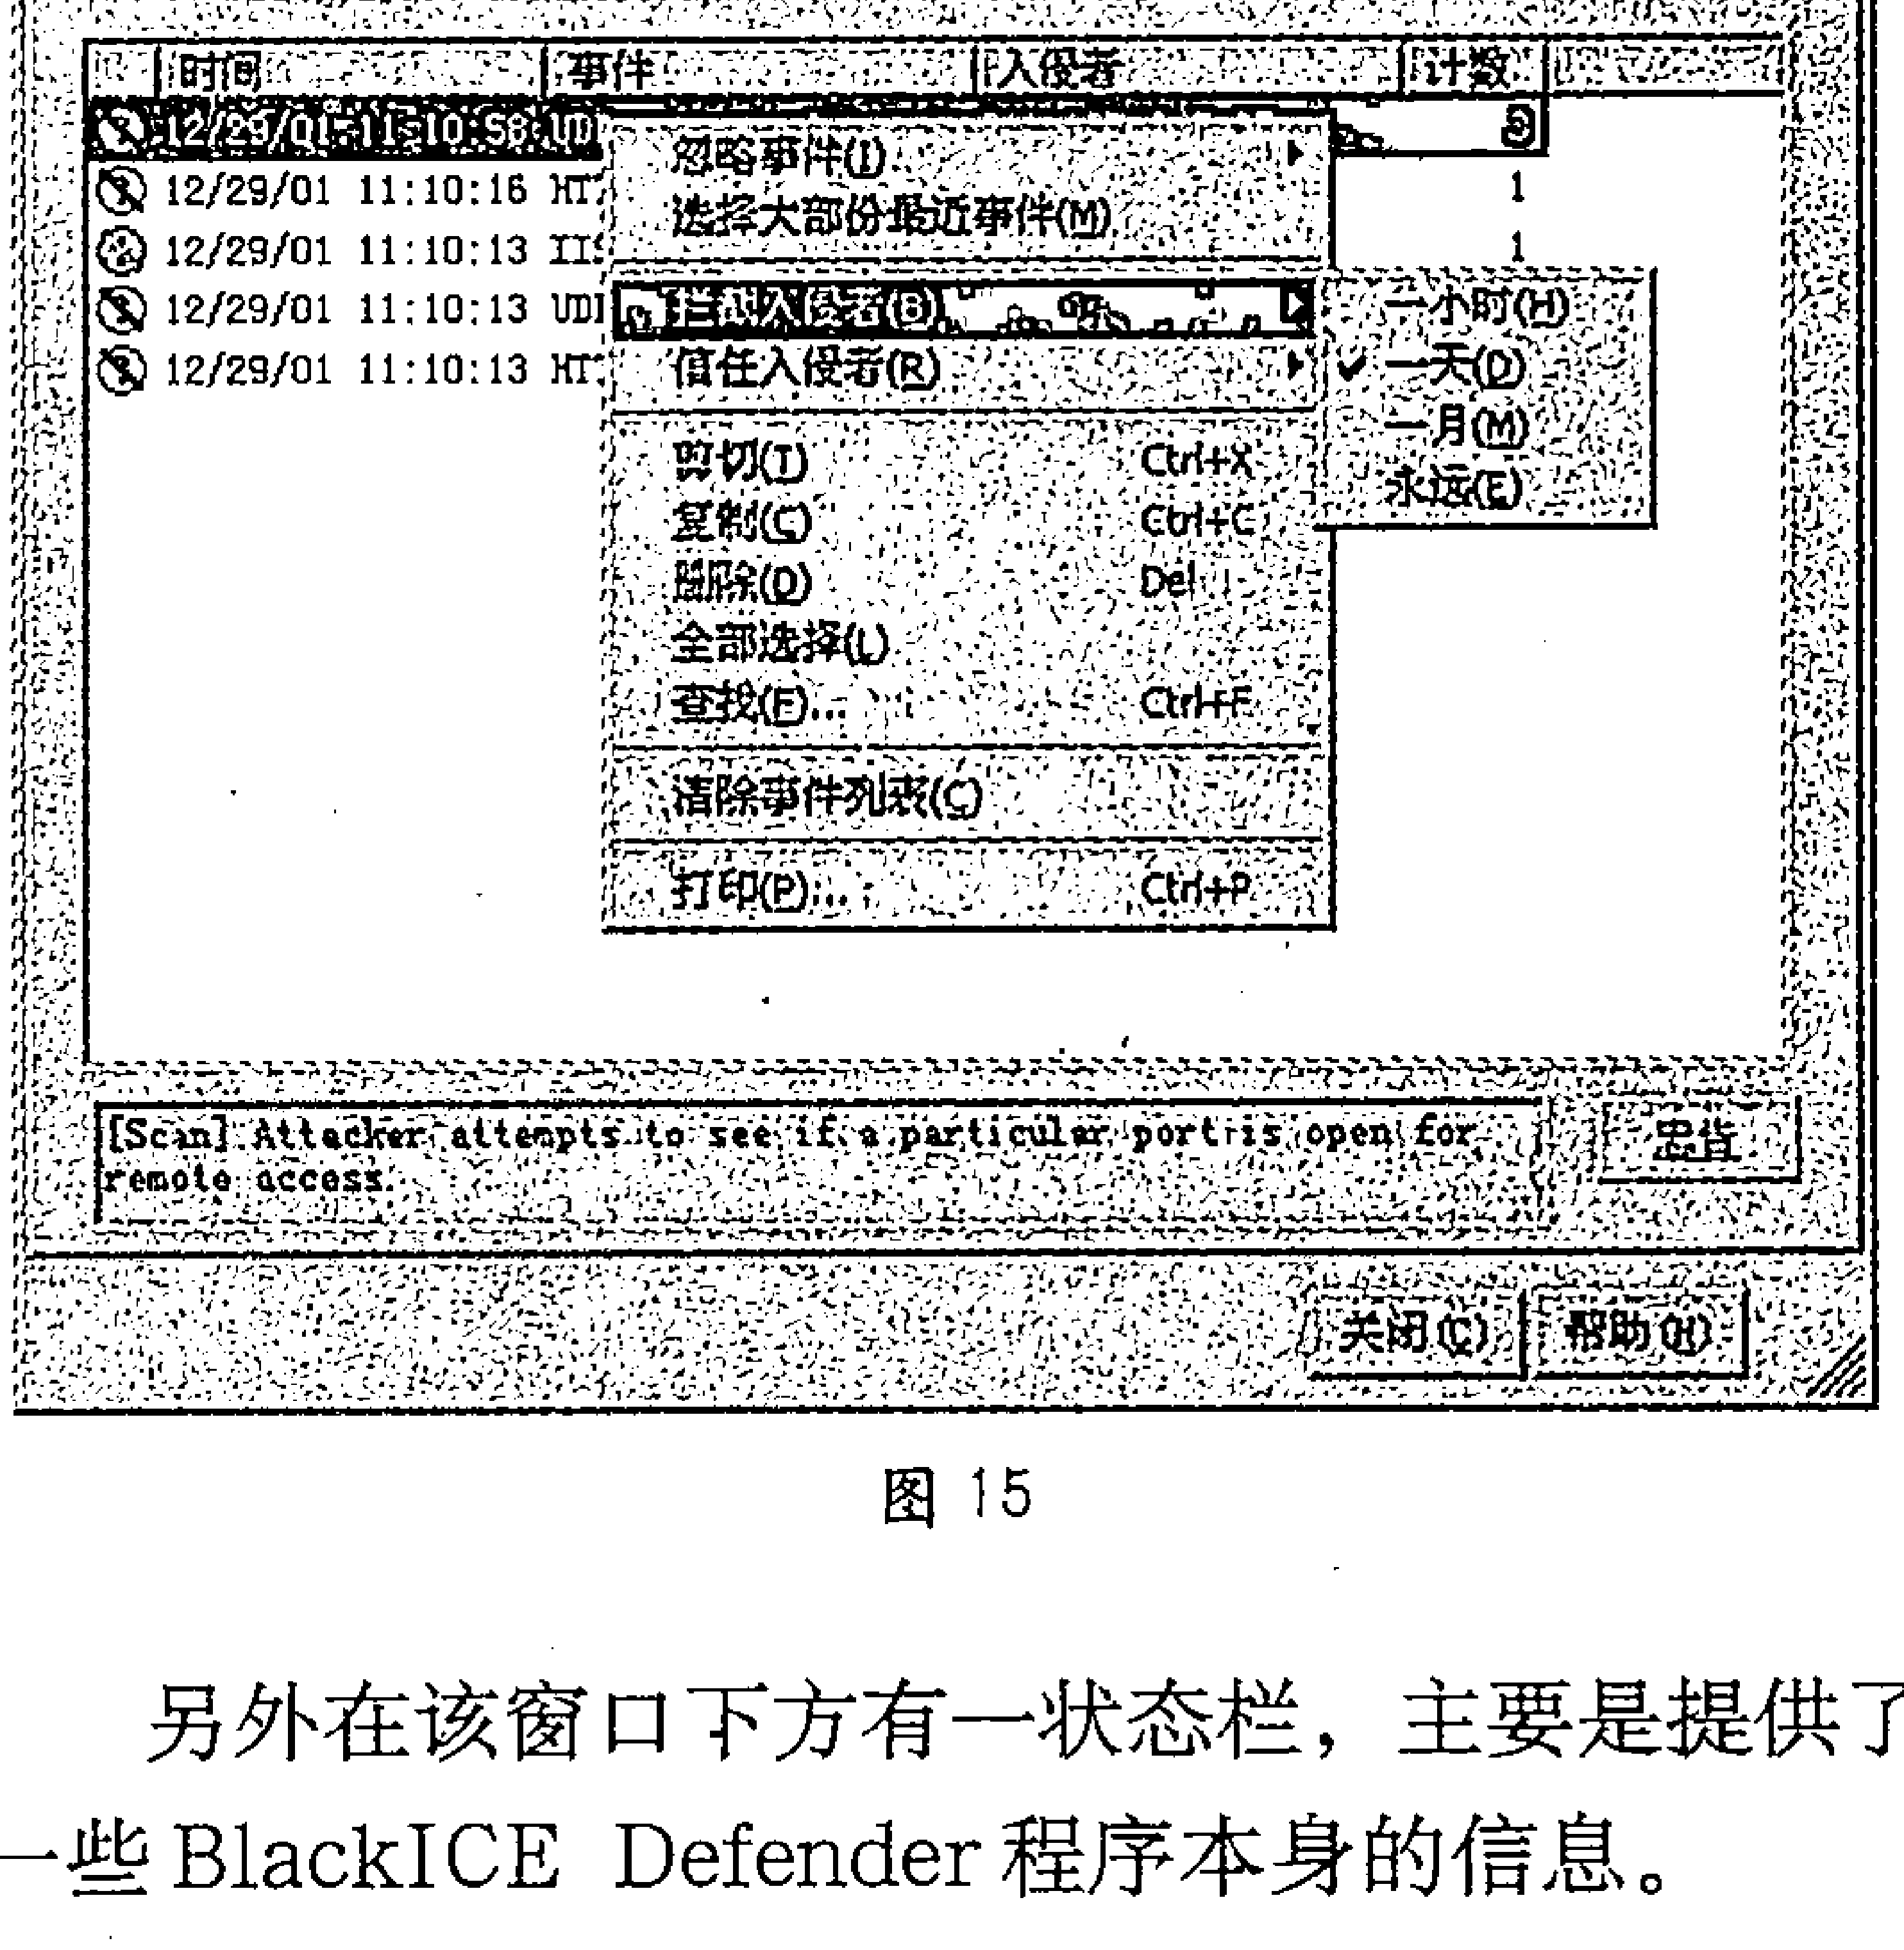 时间 事件 入侵者 计数
12/29/01 11:10:58 UDP
忽略事件(I)
12/29/01 11:10:16 HT 1
选择大部份最近事件(M)
12/29/01 11:10:13 IIS 1
12/29/01 11:10:13 UDP
拦截入侵者(B) 一小时(H)
12/29/01 11:10:13 HT
信任入侵者(R) 一天(D)
一月(M)
剪切(T) Ctrl+X
永远(E)
复制(C) Ctrl+C
删除(D) Del
全部选择(L)
查找(F)... Ctrl+F
清除事件列表(C)
打印(P)... Ctrl+P
[Scan] Attacker attempts to see if a particular port is open for
remote access.
关闭(C) 帮助(H)
图 15
另外在该窗口下方有一状态栏，主要是提供了
一些 BlackICE Defender 程序本身的信息。